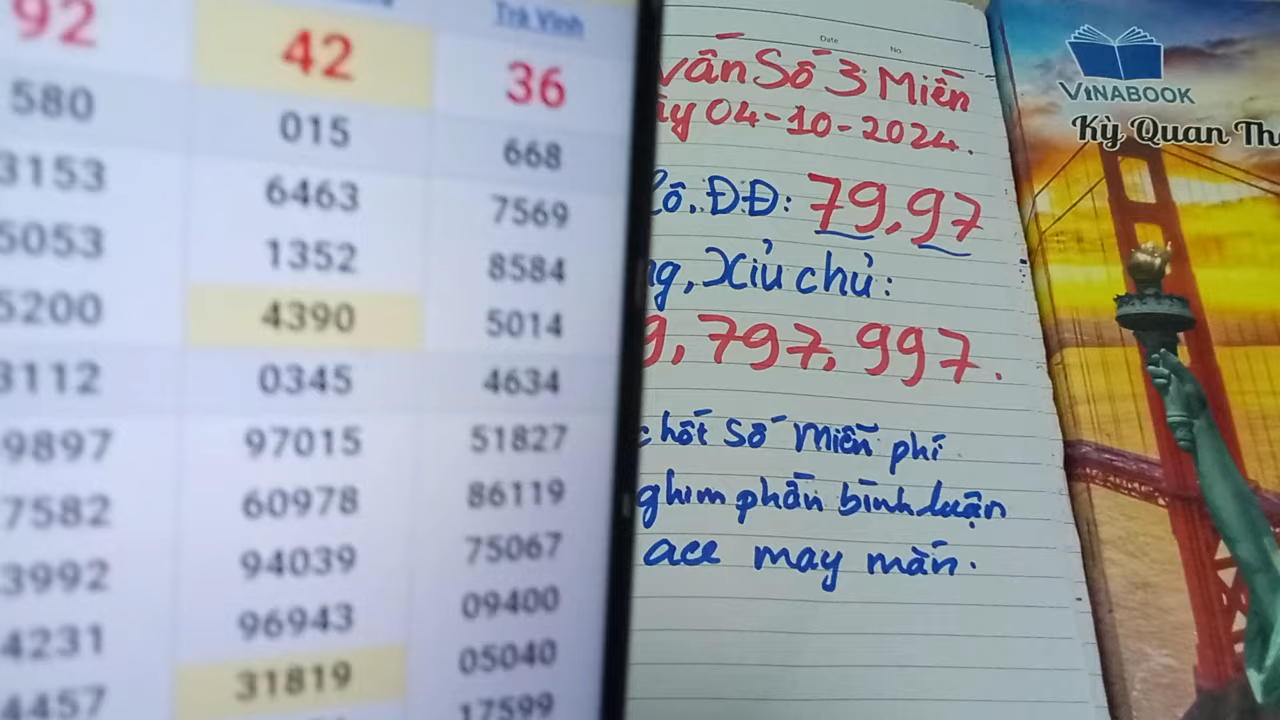 Trà Vinh
92 42 36
580 015 668
3153 6463 7569
5053 1352 8584
5200 4390 5014
3112 0345 4634
9897 97015 51827
7582 60978 86119
3992 94039 75067
4231 96943 09400
4457 31819 05040
17599
Date No.
vấn Số 3 Miền
04-10-2024.
Lô, ĐĐ: 79, 97
Xỉu chủ:
9, 797, 997.
chốt số miễn phí
ghim phần bình luận
ace may mắn.
VINABOOK
Kỳ Quan